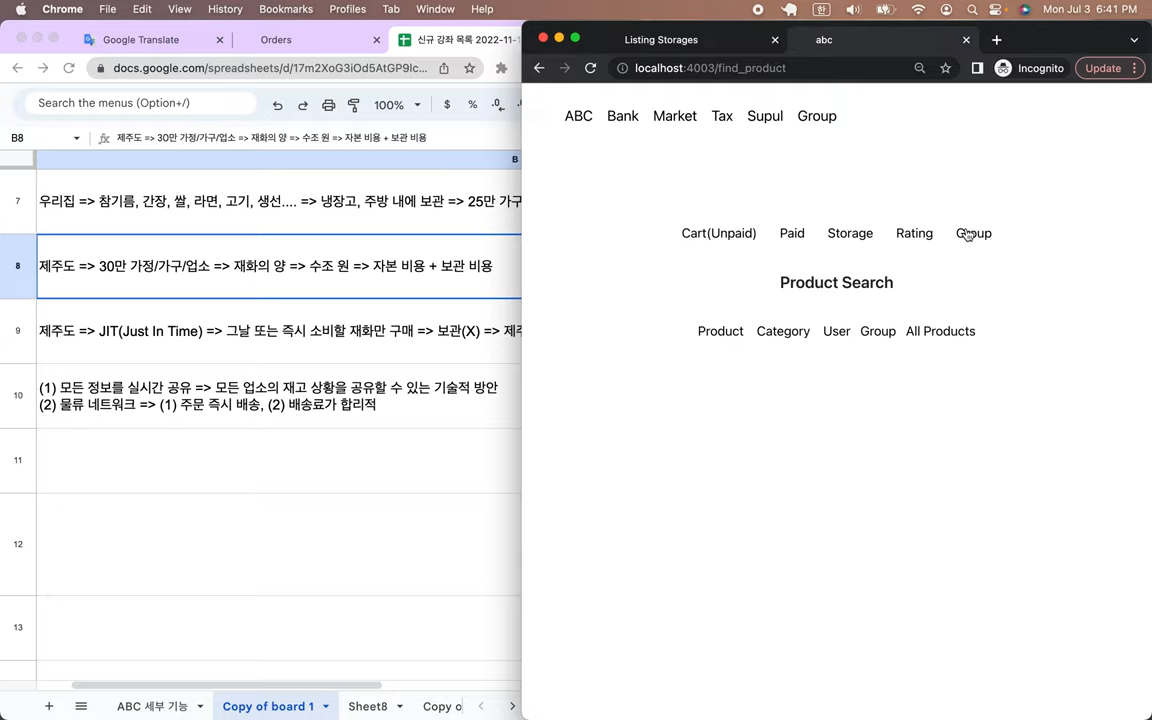 Chrome File Edit View History Bookmarks Profiles Tab Window Help
한
Mon Jul 3 6:41 PM
Google Translate
Orders
신규 강좌 목록 2022-11-1
docs.google.com/spreadsheets/d/17m2XoG3iOd5AtGP9lc...
Search the menus (Option+/)
100%
$ % .0
B8
fx 제주도 => 30만 가정/가구/업소 => 재화의 양 => 수조 원 => 자본 비용 + 보관 비용
B
7 우리집 => 참기름, 간장, 쌀, 라면, 고기, 생선.... => 냉장고, 주방 내에 보관 => 25만 가구
8 제주도 => 30만 가정/가구/업소 => 재화의 양 => 수조 원 => 자본 비용 + 보관 비용
9 제주도 => JIT(Just In Time) => 그날 또는 즉시 소비할 재화만 구매 => 보관(X) => 제주
10 (1) 모든 정보를 실시간 공유 => 모든 업소의 재고 상황을 공유할 수 있는 기술적 방안
(2) 물류 네트워크 => (1) 주문 즉시 배송, (2) 배송료가 합리적
11
12
13
ABC 세부 기능
Copy of board 1
Sheet8
Copy o
Listing Storages
abc
localhost:4003/find_product
Incognito
Update
ABC Bank Market Tax Supul Group
Cart(Unpaid) Paid Storage Rating Group
Product Search
Product Category User Group All Products